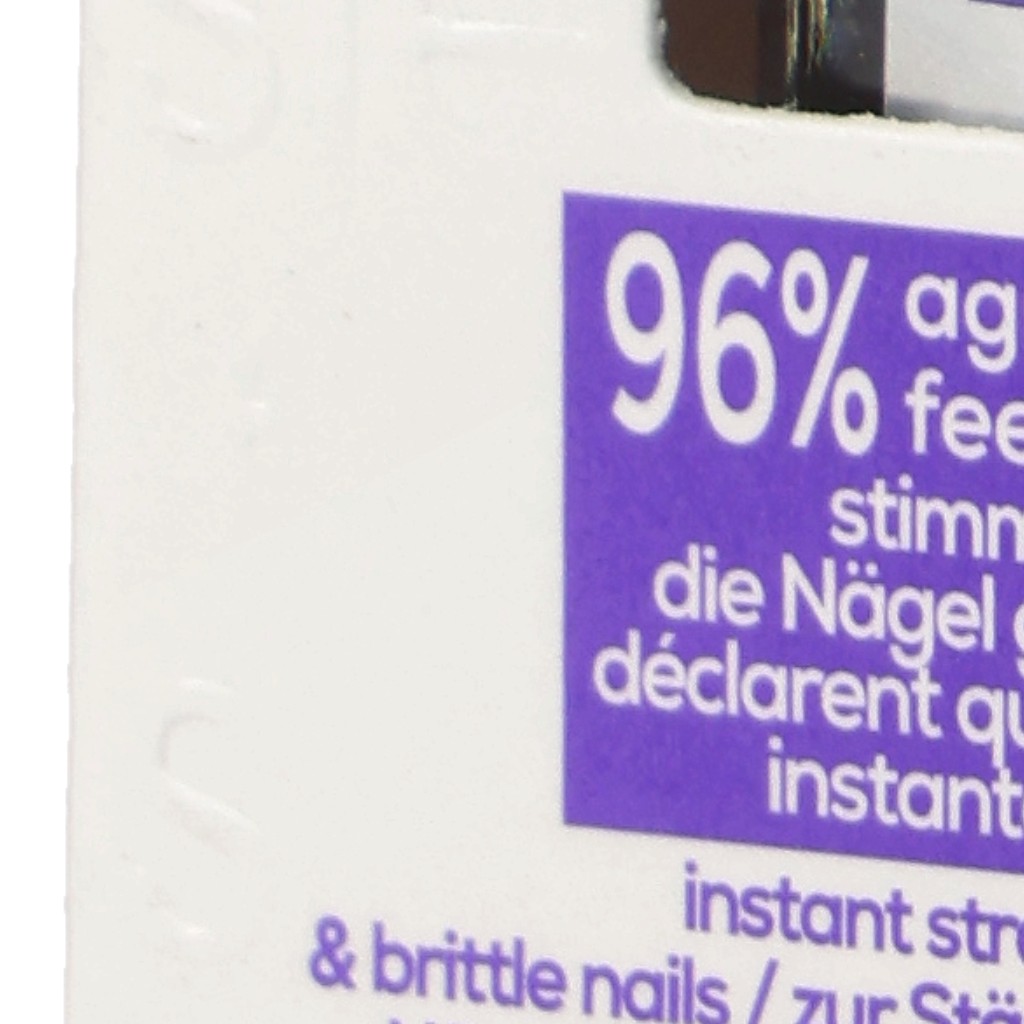 96% ag
fee
stimm
die Nägel
déclarent qu
instant
instant str
& brittle nails / zur Stä